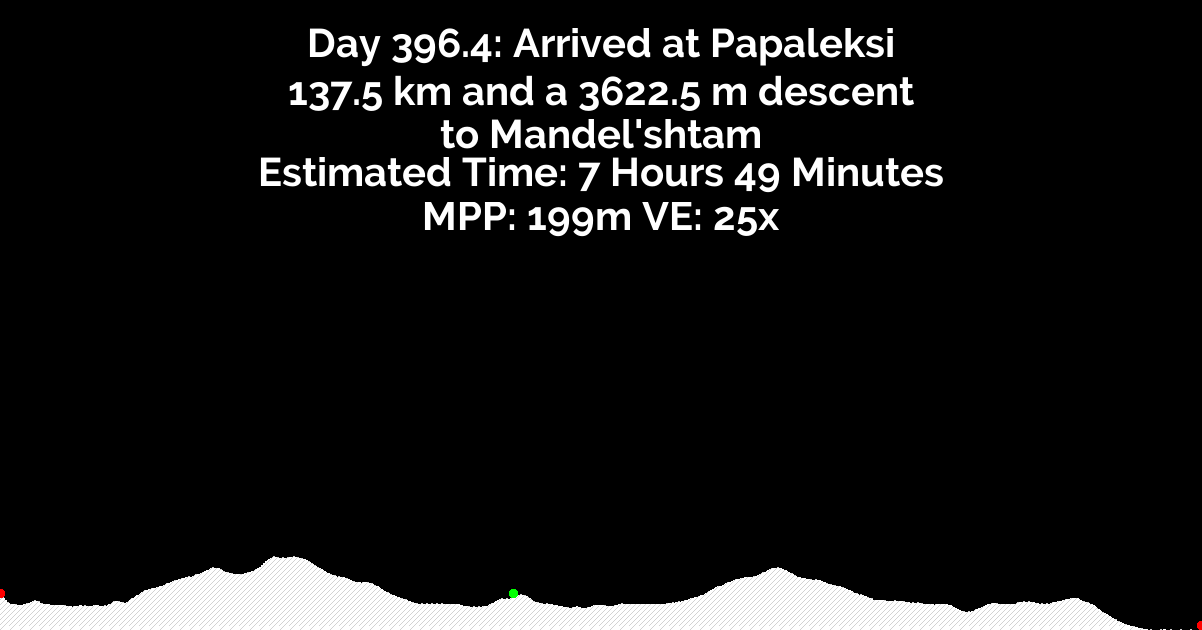 Day 396.4: Arrived at Papaleksi
137.5 km and a 3622.5 m descent
to Mandel'shtam
Estimated Time: 7 Hours 49 Minutes
MPP: 199m VE: 25x